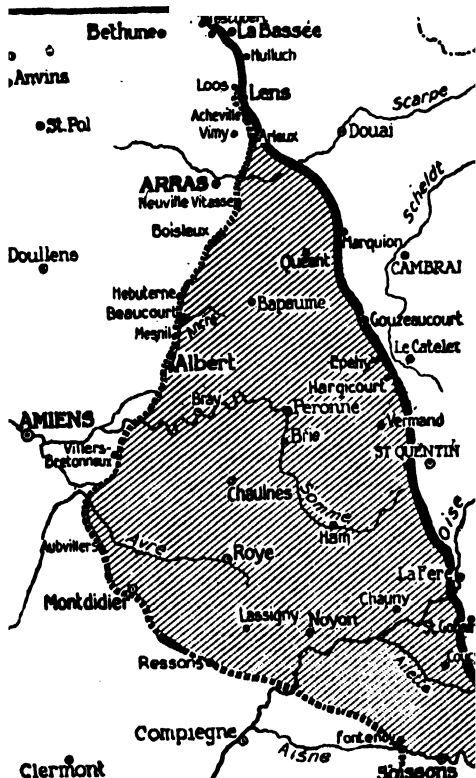 Bethune
La Bassée
Hulluch
Anvins
Loos
Lens
Acheville
Scarpe
St. Pol
Vimy
Arleux
Douai
ARRAS
Neuville Vitasse
Scheldt
Boisleux
Marquion
Doullens
Quéant
CAMBRAI
Hebuterne
Bapaume
Beaucourt
Ancre
Gouzeaucourt
Mesnil
Le Catelet
Albert
Epehy
Hargicourt
Bray
Peronne
AMIENS
Vermand
Brie
Villers-
Bretonneux
ST QUENTIN
Chaulnes
Somme
Oise
Ham
Aubvillers
Avre
Roye
La Fere
Montdidier
Chauny
Lassigny
Noyon
Ressons
Compiegne
Fontenoy
Aisne
Clermont
Soissons